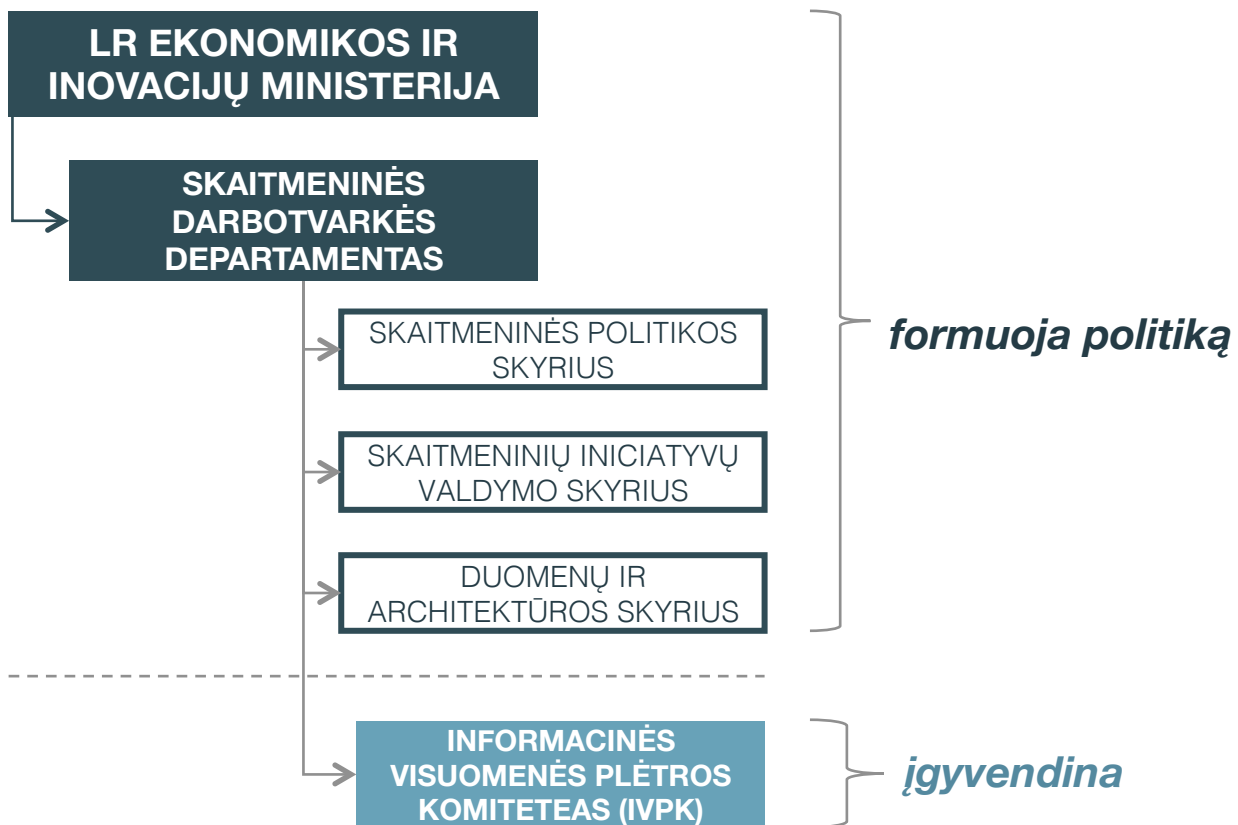 LR EKONOMIKOS IR
INOVACIJŲ MINISTERIJA
SKAITMENINĖS
DARBOTVARKĖS
DEPARTAMENTAS
SKAITMENINĖS POLITIKOS
SKYRIUS
SKAITMENINIŲ INICIATYVŲ
VALDYMO SKYRIUS
DUOMENŲ IR
ARCHITEKTŪROS SKYRIUS
formuoja politiką
INFORMACINĖS
VISUOMENĖS PLĖTROS
KOMITETEAS (IVPK)
įgyvendina